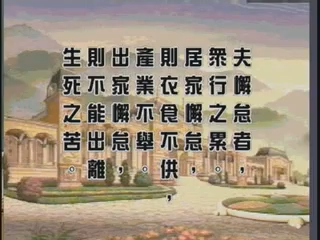 夫懈怠者，
衆行之累。
居家懈怠，
則衣食不供，
產業不舉。
出家懈怠，
則不能出離
生死之苦。